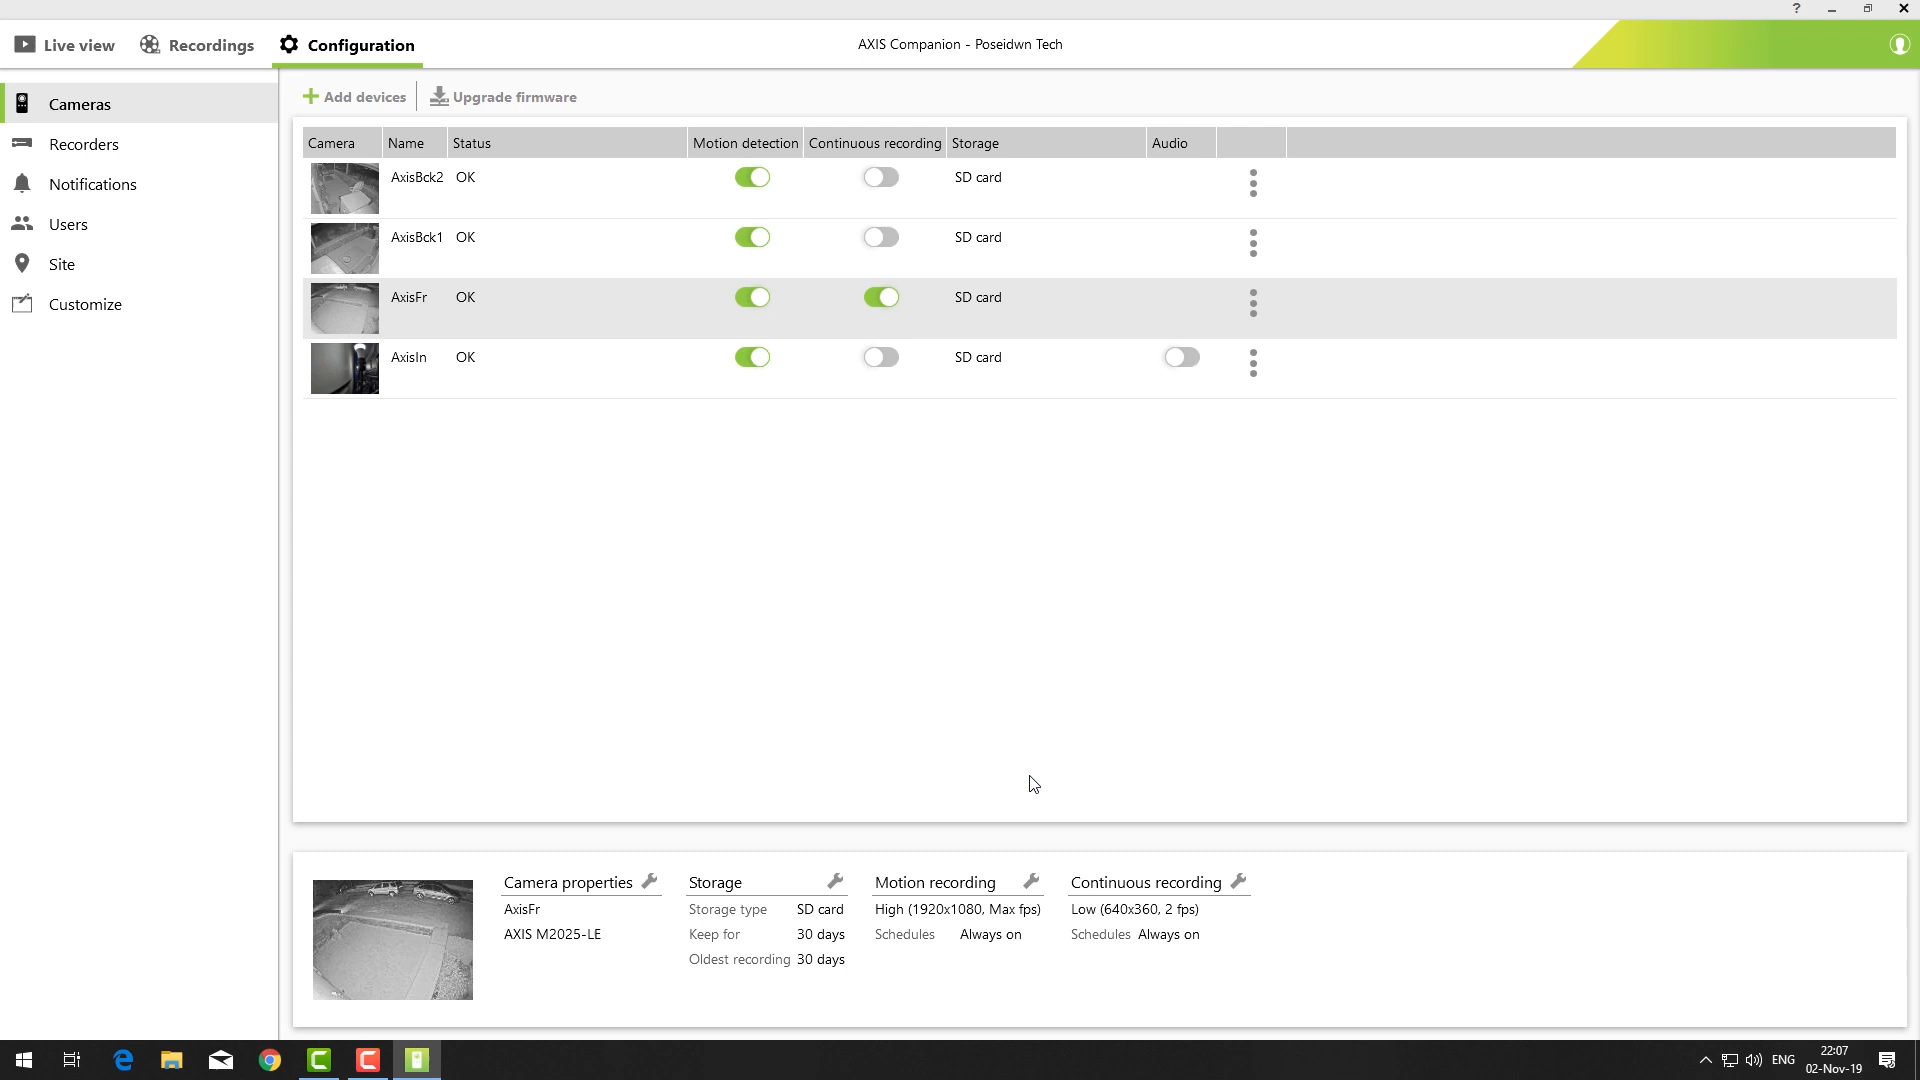 ?
Live view Recordings Configuration AXIS Companion - Poseidwn Tech
Cameras
Recorders
Notifications
Users
Site
Customize
Add devices Upgrade firmware
Camera Name Status Motion detection Continuous recording Storage Audio
AxisBck2 OK SD card
AxisBck1 OK SD card
AxisFr OK SD card
AxisIn OK SD card
Camera properties
AxisFr
AXIS M2025-LE
Storage
Storage type SD card
Keep for 30 days
Oldest recording 30 days
Motion recording
High (1920x1080, Max fps)
Schedules Always on
Continuous recording
Low (640x360, 2 fps)
Schedules Always on
ENG
22:07
02-Nov-19